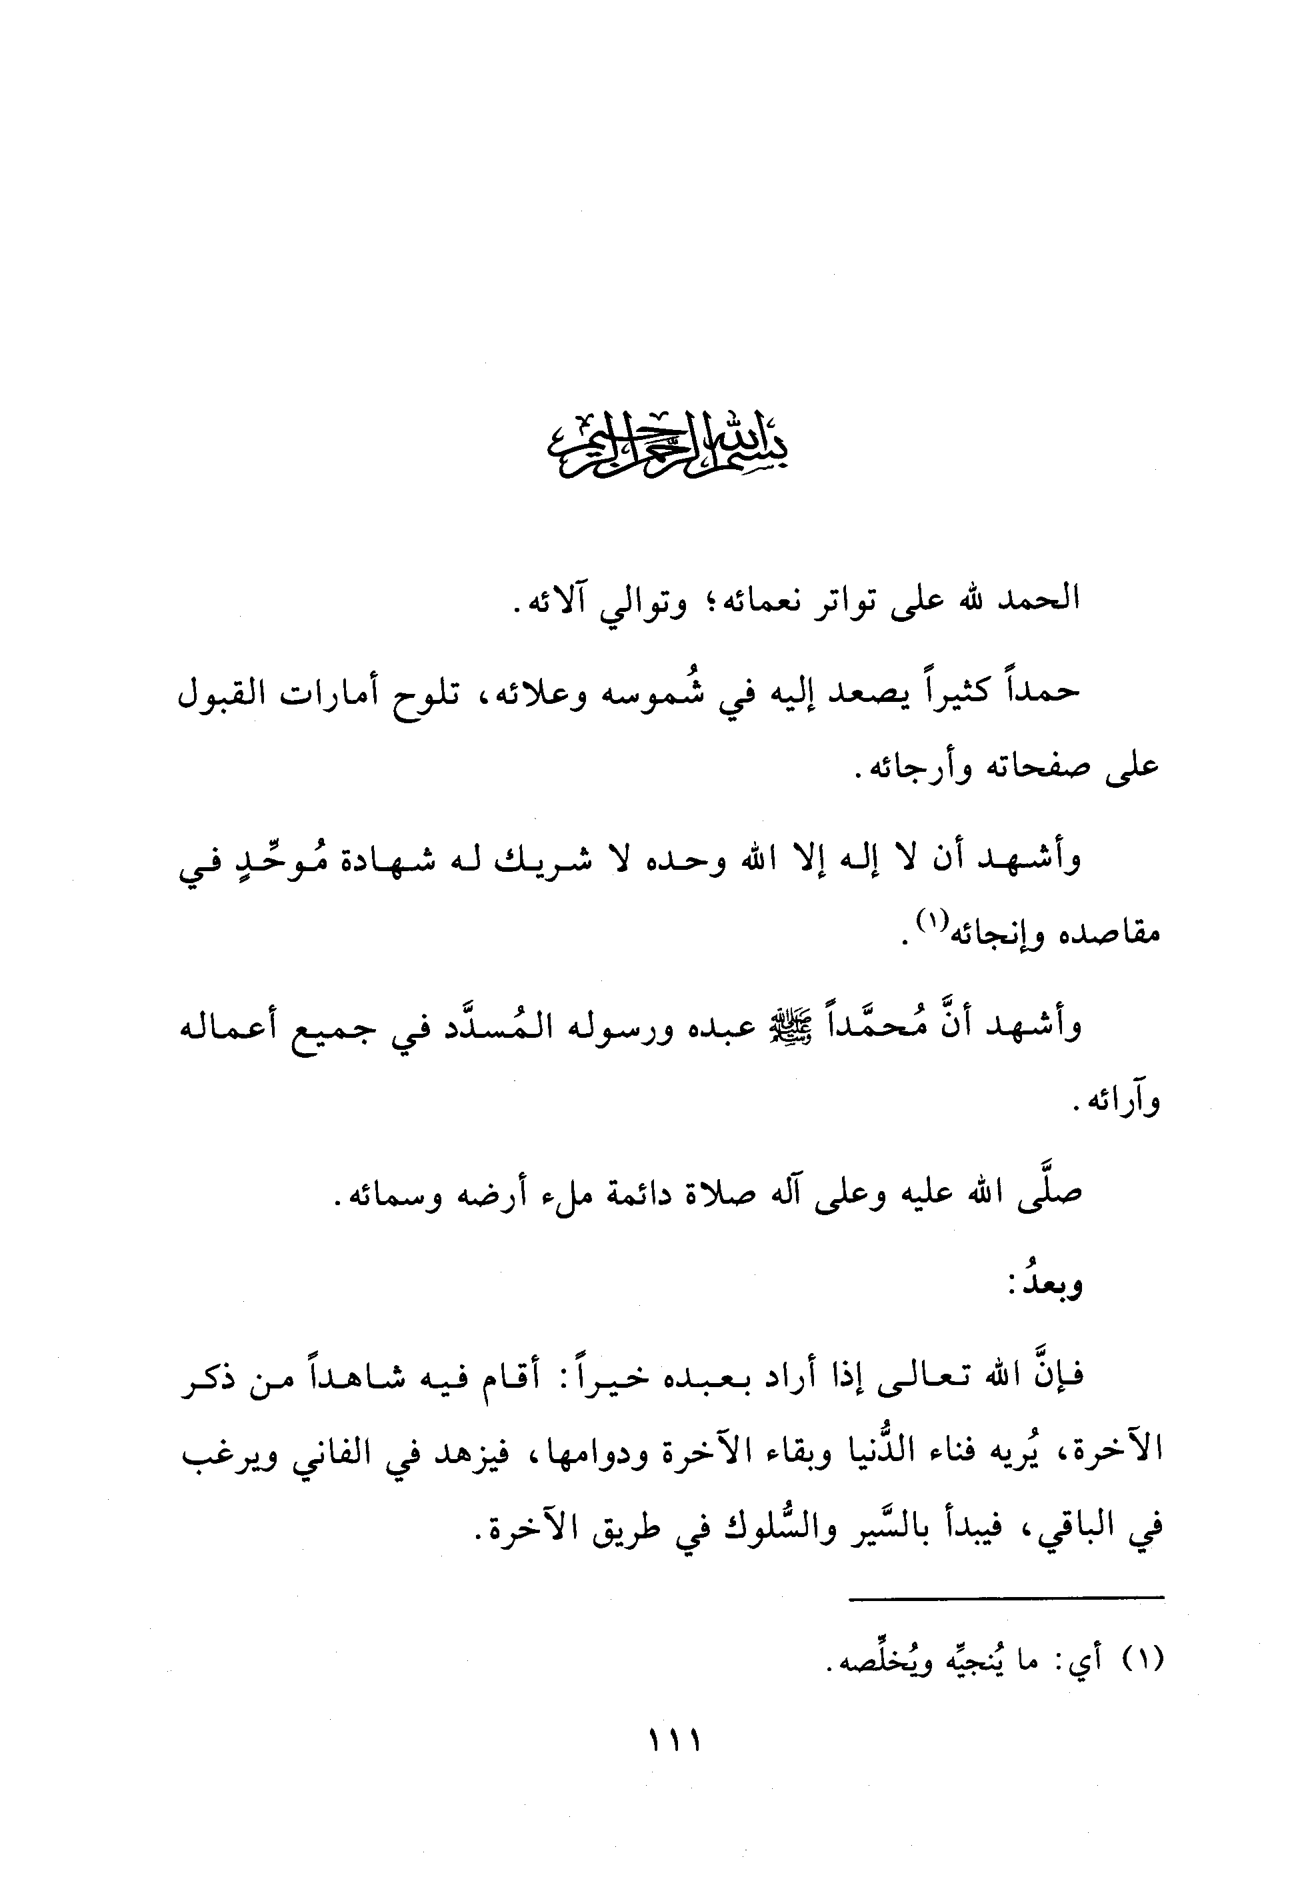 بسم الله الرحمن الرحيم
الحمد لله على تواتر نعمائه؛ وتوالي آلائه.
حمداً كثيراً يصعد إليه في شُموسه وعلائه، تلوح أمارات القبول
على صفحاته وأرجائه.
وأشهد أن لا إله إلا الله وحده لا شريك له شهادة مُوحِّدٍ في
مقاصده وإنجائه(١).
وأشهد أنَّ مُحمَّداً ﷺ عبده ورسوله المُسدَّد في جميع أعماله
وآرائه.
صلَّى الله عليه وعلى آله صلاة دائمة ملء أرضه وسمائه.
وبعدُ:
فإنَّ الله تعالى إذا أراد بعبده خيراً: أقام فيه شاهداً من ذكر
الآخرة، يُريه فناء الدُّنيا وبقاء الآخرة ودوامها، فيزهد في الفاني ويرغب
في الباقي، فيبدأ بالسَّير والسُّلوك في طريق الآخرة.
(١) أي: ما يُنجيِّه ويُخلِّصه.
١١١